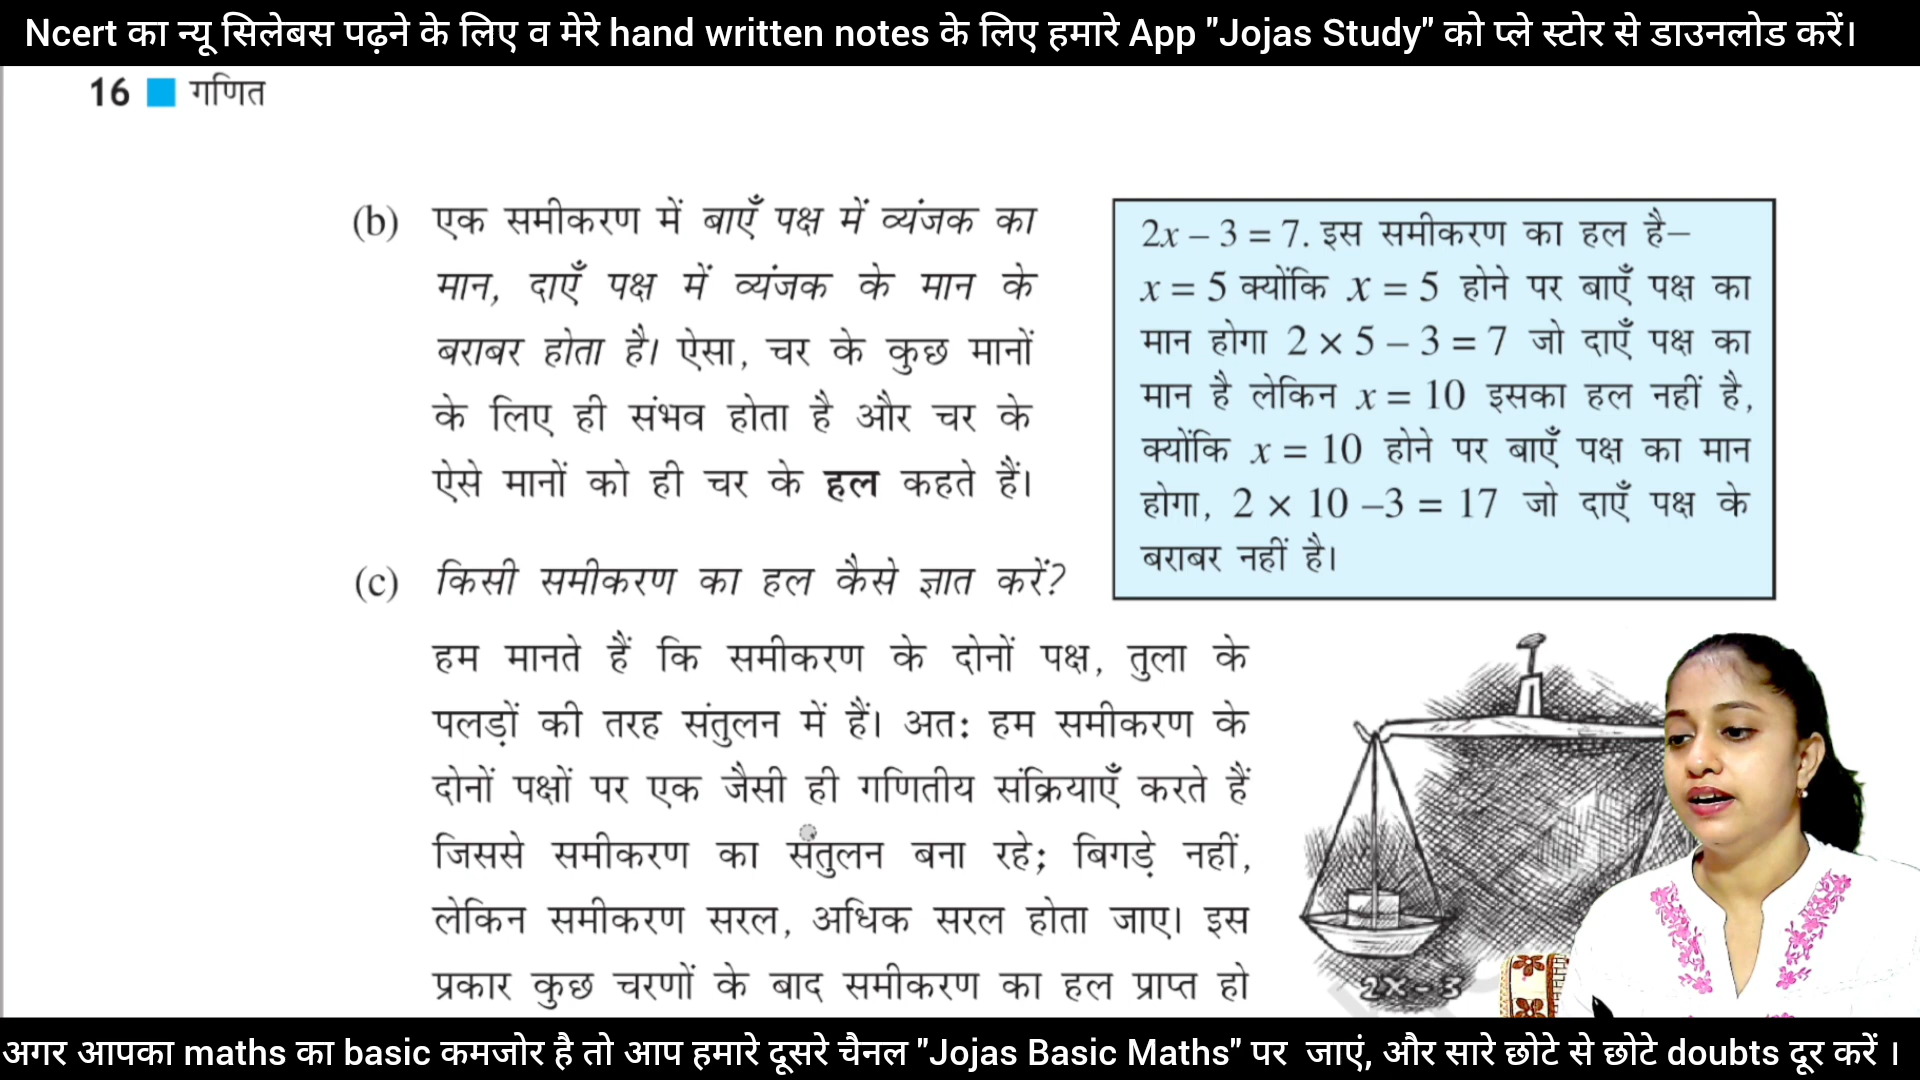 Ncert का न्यू सिलेबस पढ़ने के लिए व मेरे hand written notes के लिए हमारे App "Jojas Study" को प्ले स्टोर से डाउनलोड करें।
16 गणित
(b) एक समीकरण में बाएँ पक्ष में व्यंजक का
मान, दाएँ पक्ष में व्यंजक के मान के
बराबर होता है। ऐसा, चर के कुछ मानों
के लिए ही संभव होता है और चर के
ऐसे मानों को ही चर के हल कहते हैं।
2x – 3 = 7. इस समीकरण का हल है–
x = 5 क्योंकि x = 5 होने पर बाएँ पक्ष का
मान होगा 2 × 5 – 3 = 7 जो दाएँ पक्ष का
मान है लेकिन x = 10 इसका हल नहीं है,
क्योंकि x = 10 होने पर बाएँ पक्ष का मान
होगा, 2 × 10 –3 = 17 जो दाएँ पक्ष के
बराबर नहीं है।
(c) किसी समीकरण का हल कैसे ज्ञात करें?
हम मानते हैं कि समीकरण के दोनों पक्ष, तुला के
पलड़ों की तरह संतुलन में हैं। अतः हम समीकरण के
दोनों पक्षों पर एक जैसी ही गणितीय संक्रियाएँ करते हैं
जिससे समीकरण का संतुलन बना रहे; बिगड़े नहीं,
लेकिन समीकरण सरल, अधिक सरल होता जाए। इस
प्रकार कुछ चरणों के बाद समीकरण का हल प्राप्त हो
2x - 3
अगर आपका maths का basic कमजोर है तो आप हमारे दूसरे चैनल "Jojas Basic Maths" पर जाएं, और सारे छोटे से छोटे doubts दूर करें ।